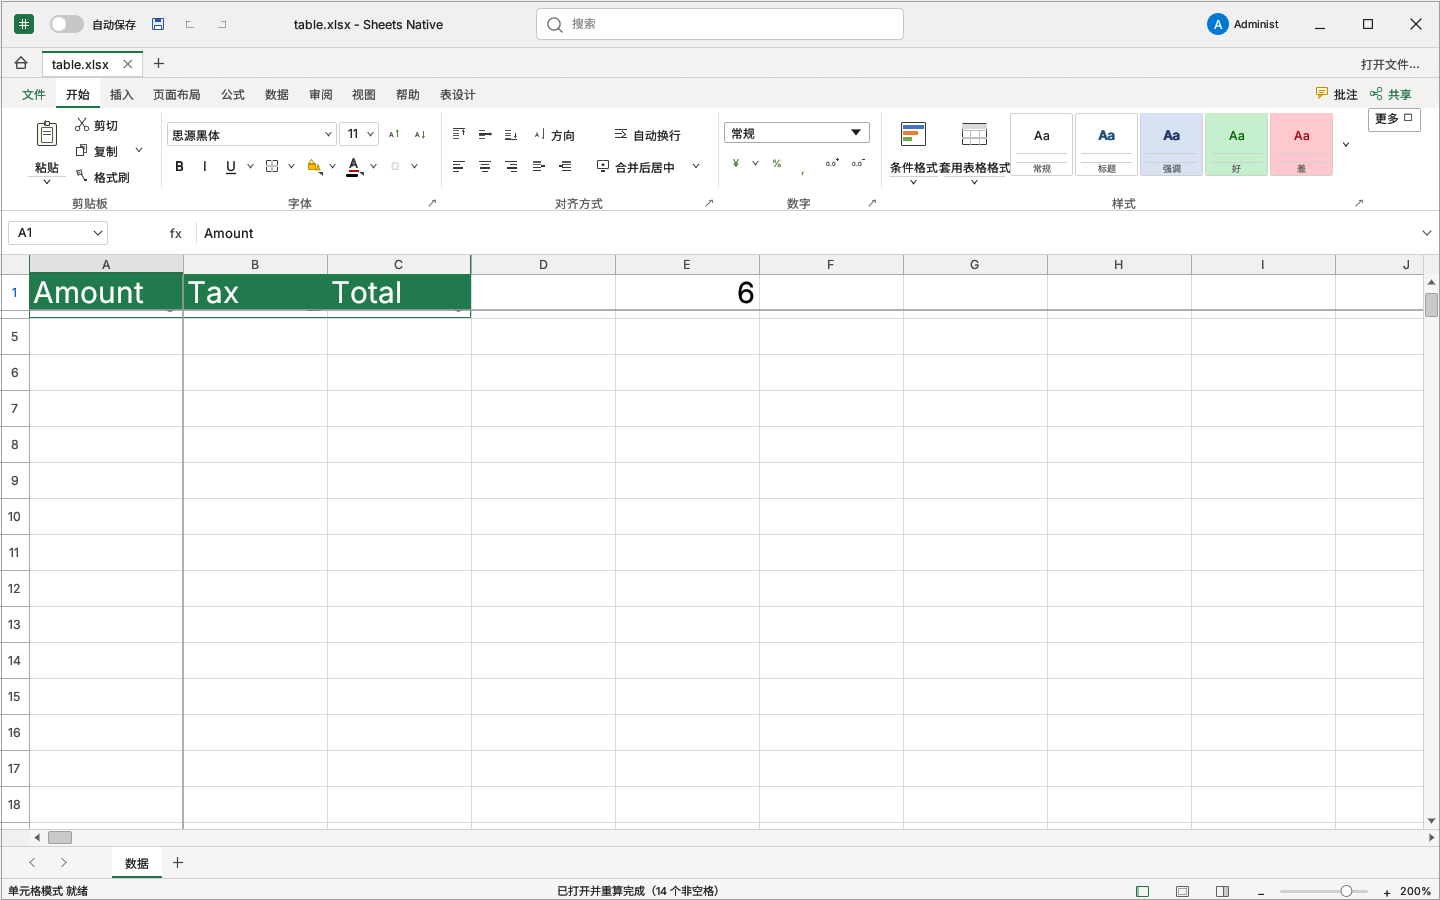 自动保存
table.xlsx - Sheets Native
搜索
A Administ
table.xlsx
打开文件...
文件 开始 插入 页面布局 公式 数据 审阅 视图 帮助 表设计
批注 共享
粘贴
剪切
复制
格式刷
剪贴板
思源黑体 11
B I U
字体
方向 自动换行
合并后居中
对齐方式
常规
¥ % ,
数字
条件格式
套用表格格式
Aa 常规
Aa 标题
Aa 强调
Aa 好
Aa 差
样式
更多
A1 fx Amount
A B C D E F G H I J
1 Amount Tax Total 6
5
6
7
8
9
10
11
12
13
14
15
16
17
18
数据
单元格模式 就绪
已打开并重算完成（14 个非空格）
200%